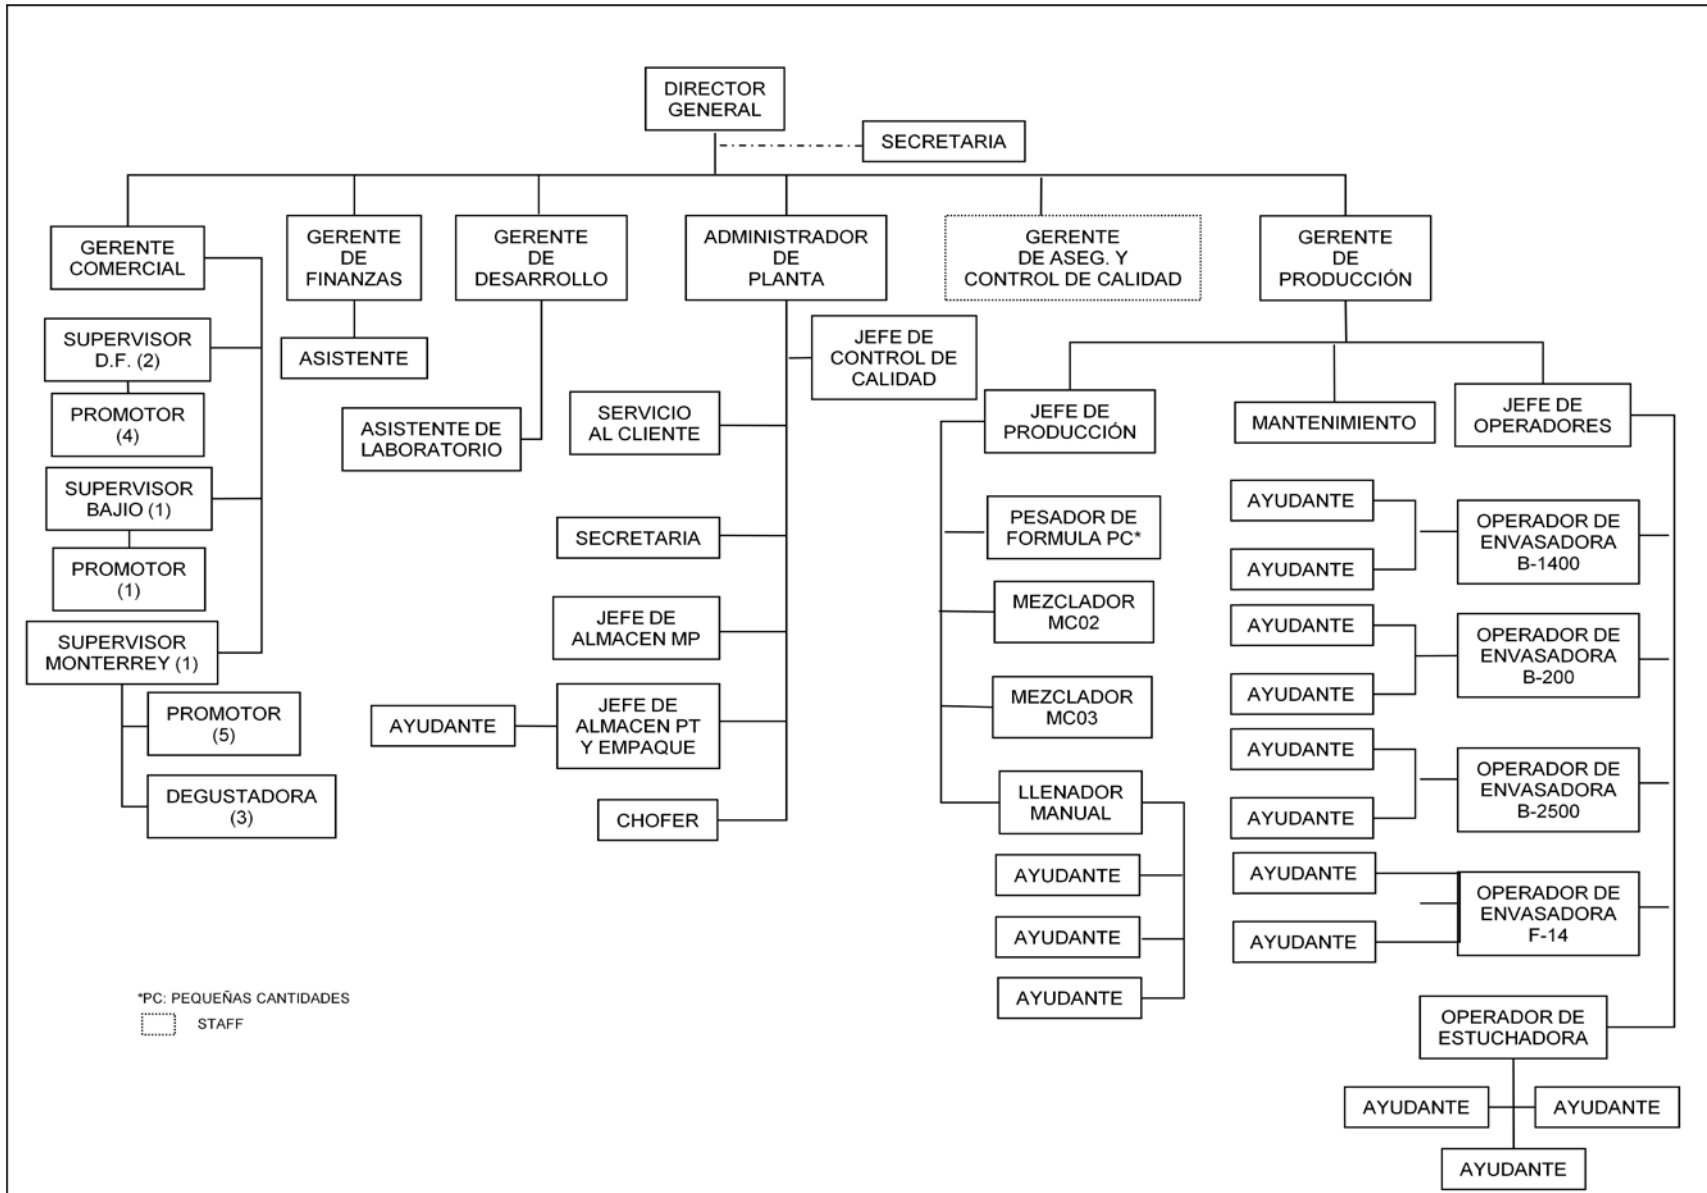 DIRECTOR
GENERAL
SECRETARIA
GERENTE
COMERCIAL
SUPERVISOR
D.F. (2)
PROMOTOR
(4)
SUPERVISOR
BAJIO (1)
PROMOTOR
(1)
SUPERVISOR
MONTERREY (1)
PROMOTOR
(5)
DEGUSTADORA
(3)
GERENTE
DE
FINANZAS
ASISTENTE
GERENTE
DE
DESARROLLO
ASISTENTE DE
LABORATORIO
ADMINISTRADOR
DE
PLANTA
JEFE DE
CONTROL DE
CALIDAD
SERVICIO
AL CLIENTE
SECRETARIA
JEFE DE
ALMACEN MP
JEFE DE
ALMACEN PT
Y EMPAQUE
AYUDANTE
CHOFER
GERENTE
DE ASEG. Y
CONTROL DE CALIDAD
GERENTE
DE
PRODUCCIÓN
JEFE DE
PRODUCCIÓN
PESADOR DE
FORMULA PC*
MEZCLADOR
MC02
MEZCLADOR
MC03
LLENADOR
MANUAL
AYUDANTE
AYUDANTE
AYUDANTE
MANTENIMIENTO
JEFE DE
OPERADORES
AYUDANTE
AYUDANTE
OPERADOR DE
ENVASADORA
B-1400
AYUDANTE
AYUDANTE
OPERADOR DE
ENVASADORA
B-200
AYUDANTE
AYUDANTE
OPERADOR DE
ENVASADORA
B-2500
AYUDANTE
AYUDANTE
OPERADOR DE
ENVASADORA
F-14
OPERADOR DE
ESTUCHADORA
AYUDANTE
AYUDANTE
AYUDANTE
*PC: PEQUEÑAS CANTIDADES
STAFF